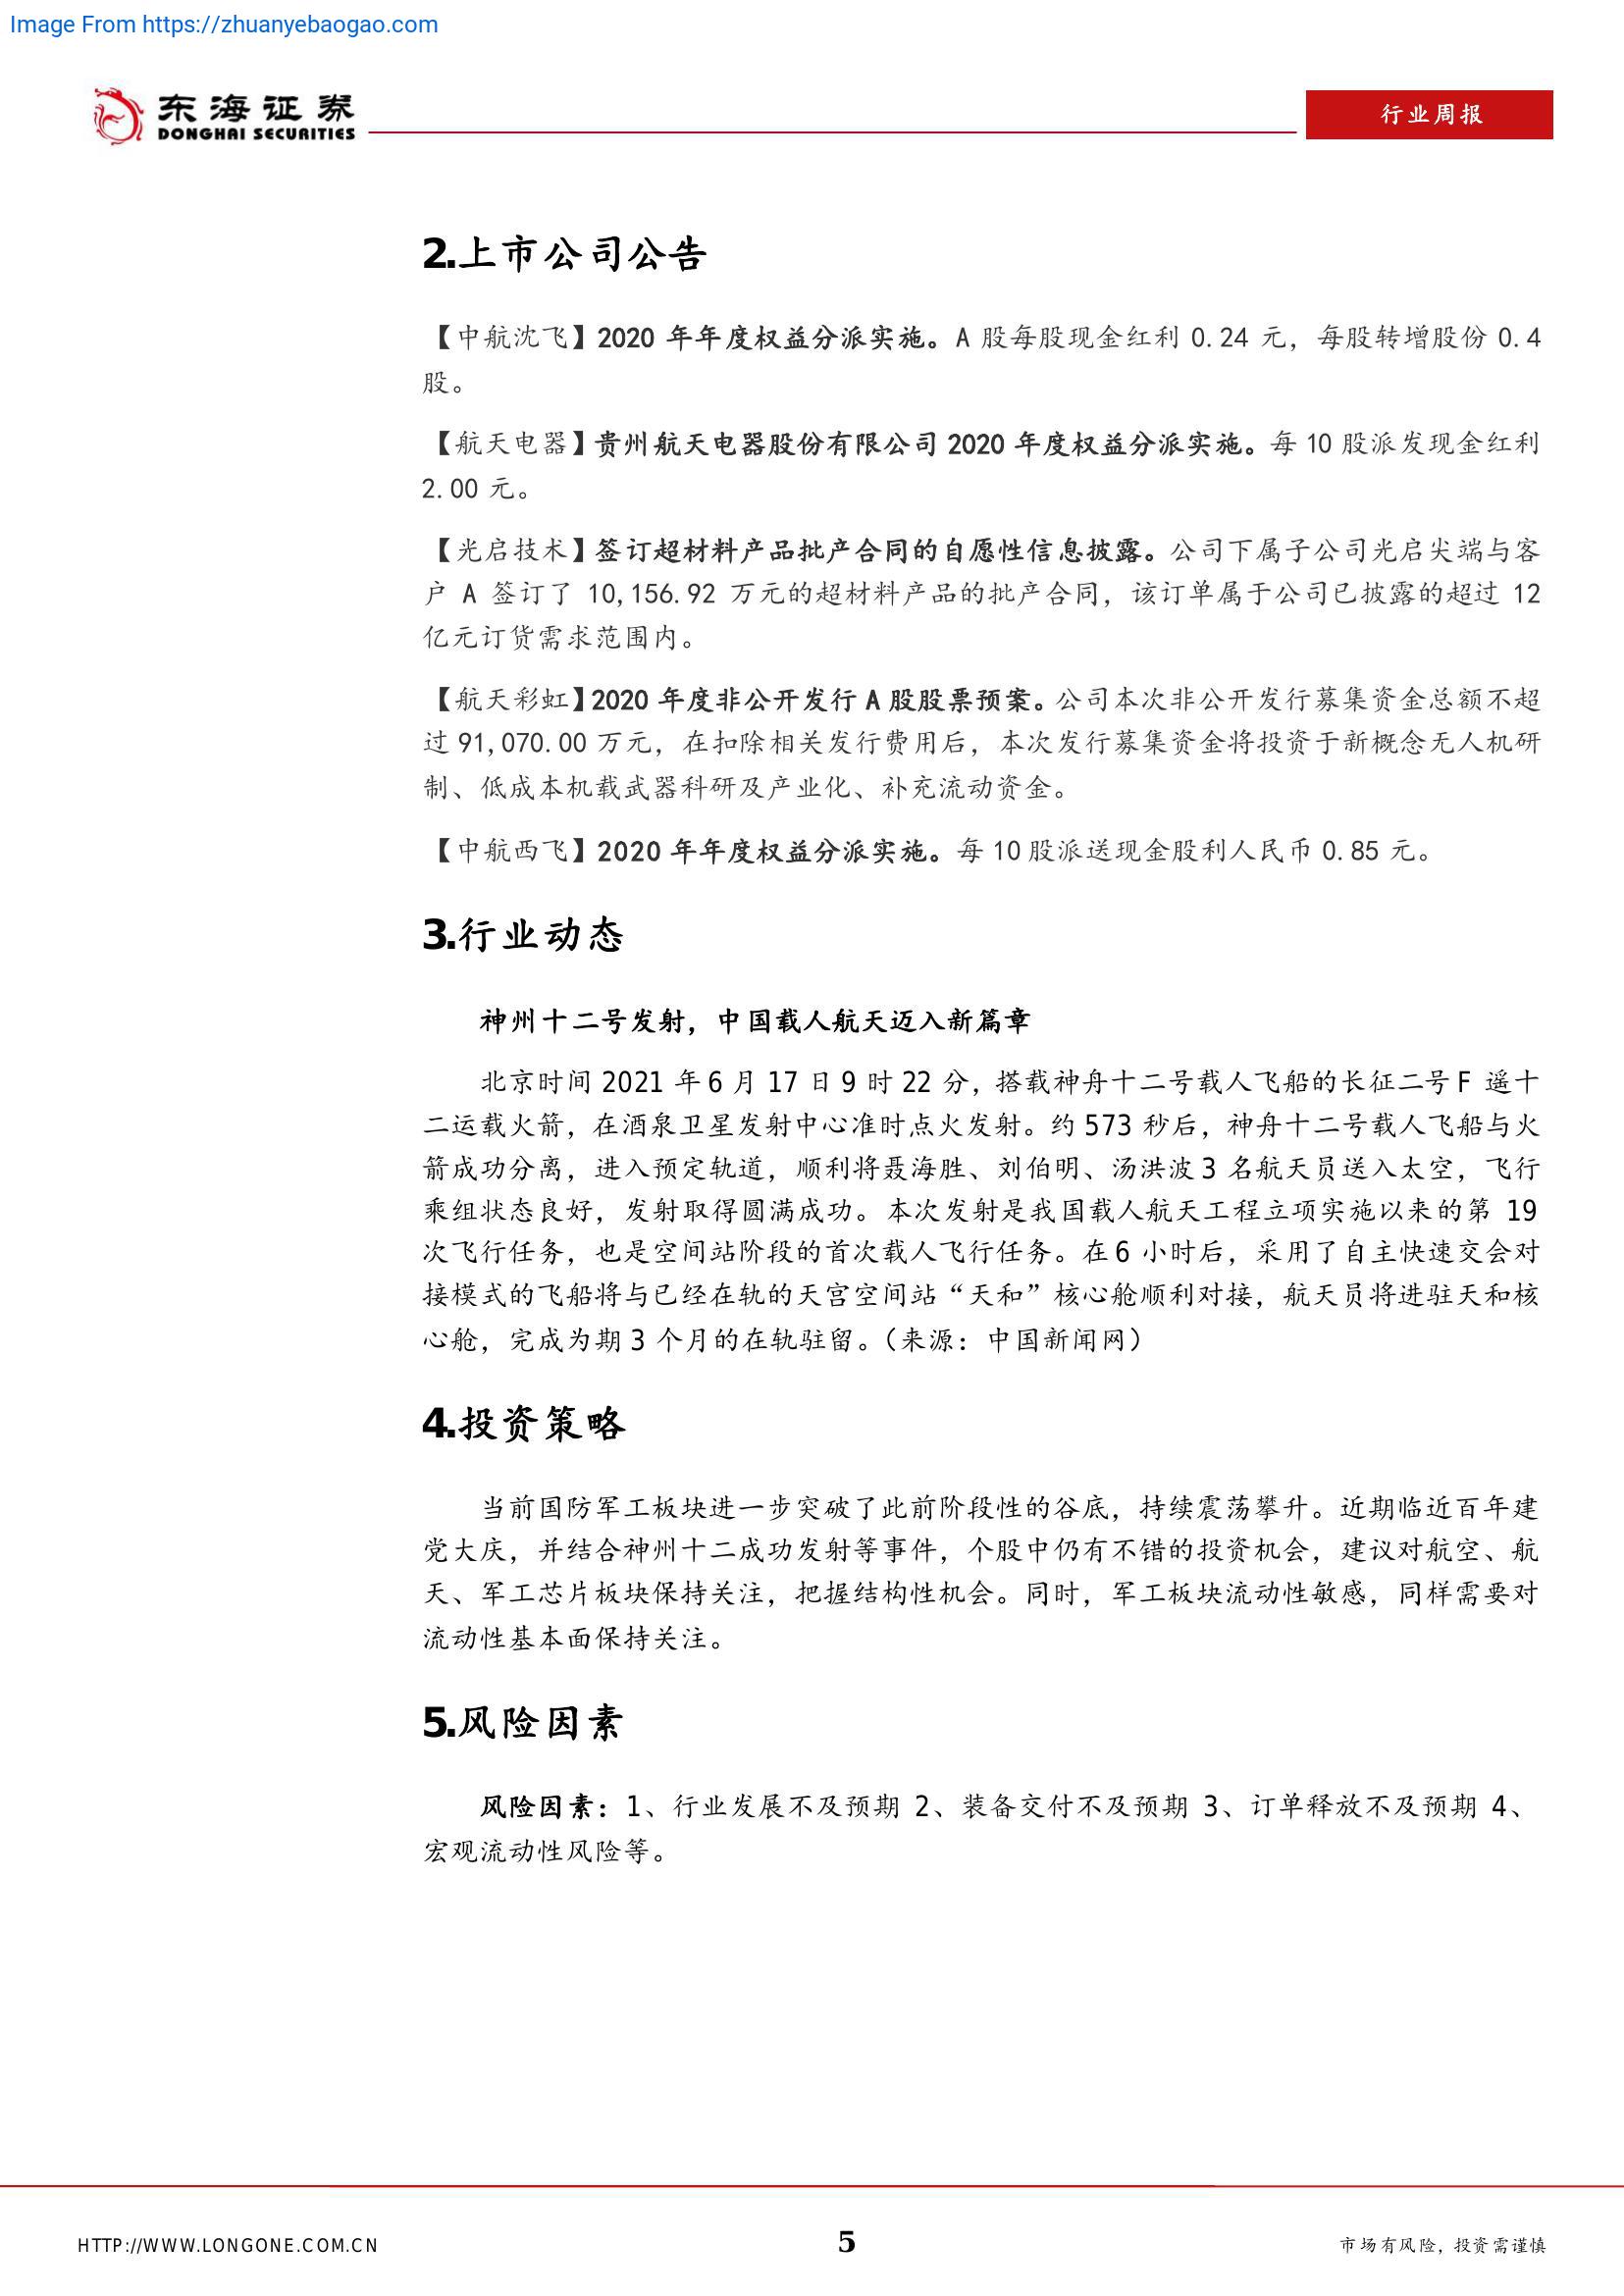 Image From https://zhuanyebaogao.com
东海证券
DONGHAI SECURITIES
行业周报
2.上市公司公告
【中航沈飞】2020 年年度权益分派实施。A 股每股现金红利 0.24 元，每股转增股份 0.4
股。
【航天电器】贵州航天电器股份有限公司 2020 年度权益分派实施。每 10 股派发现金红利
2.00 元。
【光启技术】签订超材料产品批产合同的自愿性信息披露。公司下属子公司光启尖端与客
户 A 签订了 10,156.92 万元的超材料产品的批产合同，该订单属于公司已披露的超过 12
亿元订货需求范围内。
【航天彩虹】2020 年度非公开发行 A 股股票预案。公司本次非公开发行募集资金总额不超
过 91,070.00 万元，在扣除相关发行费用后，本次发行募集资金将投资于新概念无人机研
制、低成本机载武器科研及产业化、补充流动资金。
【中航西飞】2020 年年度权益分派实施。每 10 股派送现金股利人民币 0.85 元。
3.行业动态
神州十二号发射，中国载人航天迈入新篇章
北京时间 2021 年 6 月 17 日 9 时 22 分，搭载神舟十二号载人飞船的长征二号 F 遥十
二运载火箭，在酒泉卫星发射中心准时点火发射。约 573 秒后，神舟十二号载人飞船与火
箭成功分离，进入预定轨道，顺利将聂海胜、刘伯明、汤洪波 3 名航天员送入太空，飞行
乘组状态良好，发射取得圆满成功。本次发射是我国载人航天工程立项实施以来的第 19
次飞行任务，也是空间站阶段的首次载人飞行任务。在 6 小时后，采用了自主快速交会对
接模式的飞船将与已经在轨的天宫空间站“天和”核心舱顺利对接，航天员将进驻天和核
心舱，完成为期 3 个月的在轨驻留。（来源：中国新闻网）
4.投资策略
当前国防军工板块进一步突破了此前阶段性的谷底，持续震荡攀升。近期临近百年建
党大庆，并结合神州十二成功发射等事件，个股中仍有不错的投资机会，建议对航空、航
天、军工芯片板块保持关注，把握结构性机会。同时，军工板块流动性敏感，同样需要对
流动性基本面保持关注。
5.风险因素
风险因素：1、行业发展不及预期 2、装备交付不及预期 3、订单释放不及预期 4、
宏观流动性风险等。
HTTP://WWW.LONGONE.COM.CN
5
市场有风险，投资需谨慎